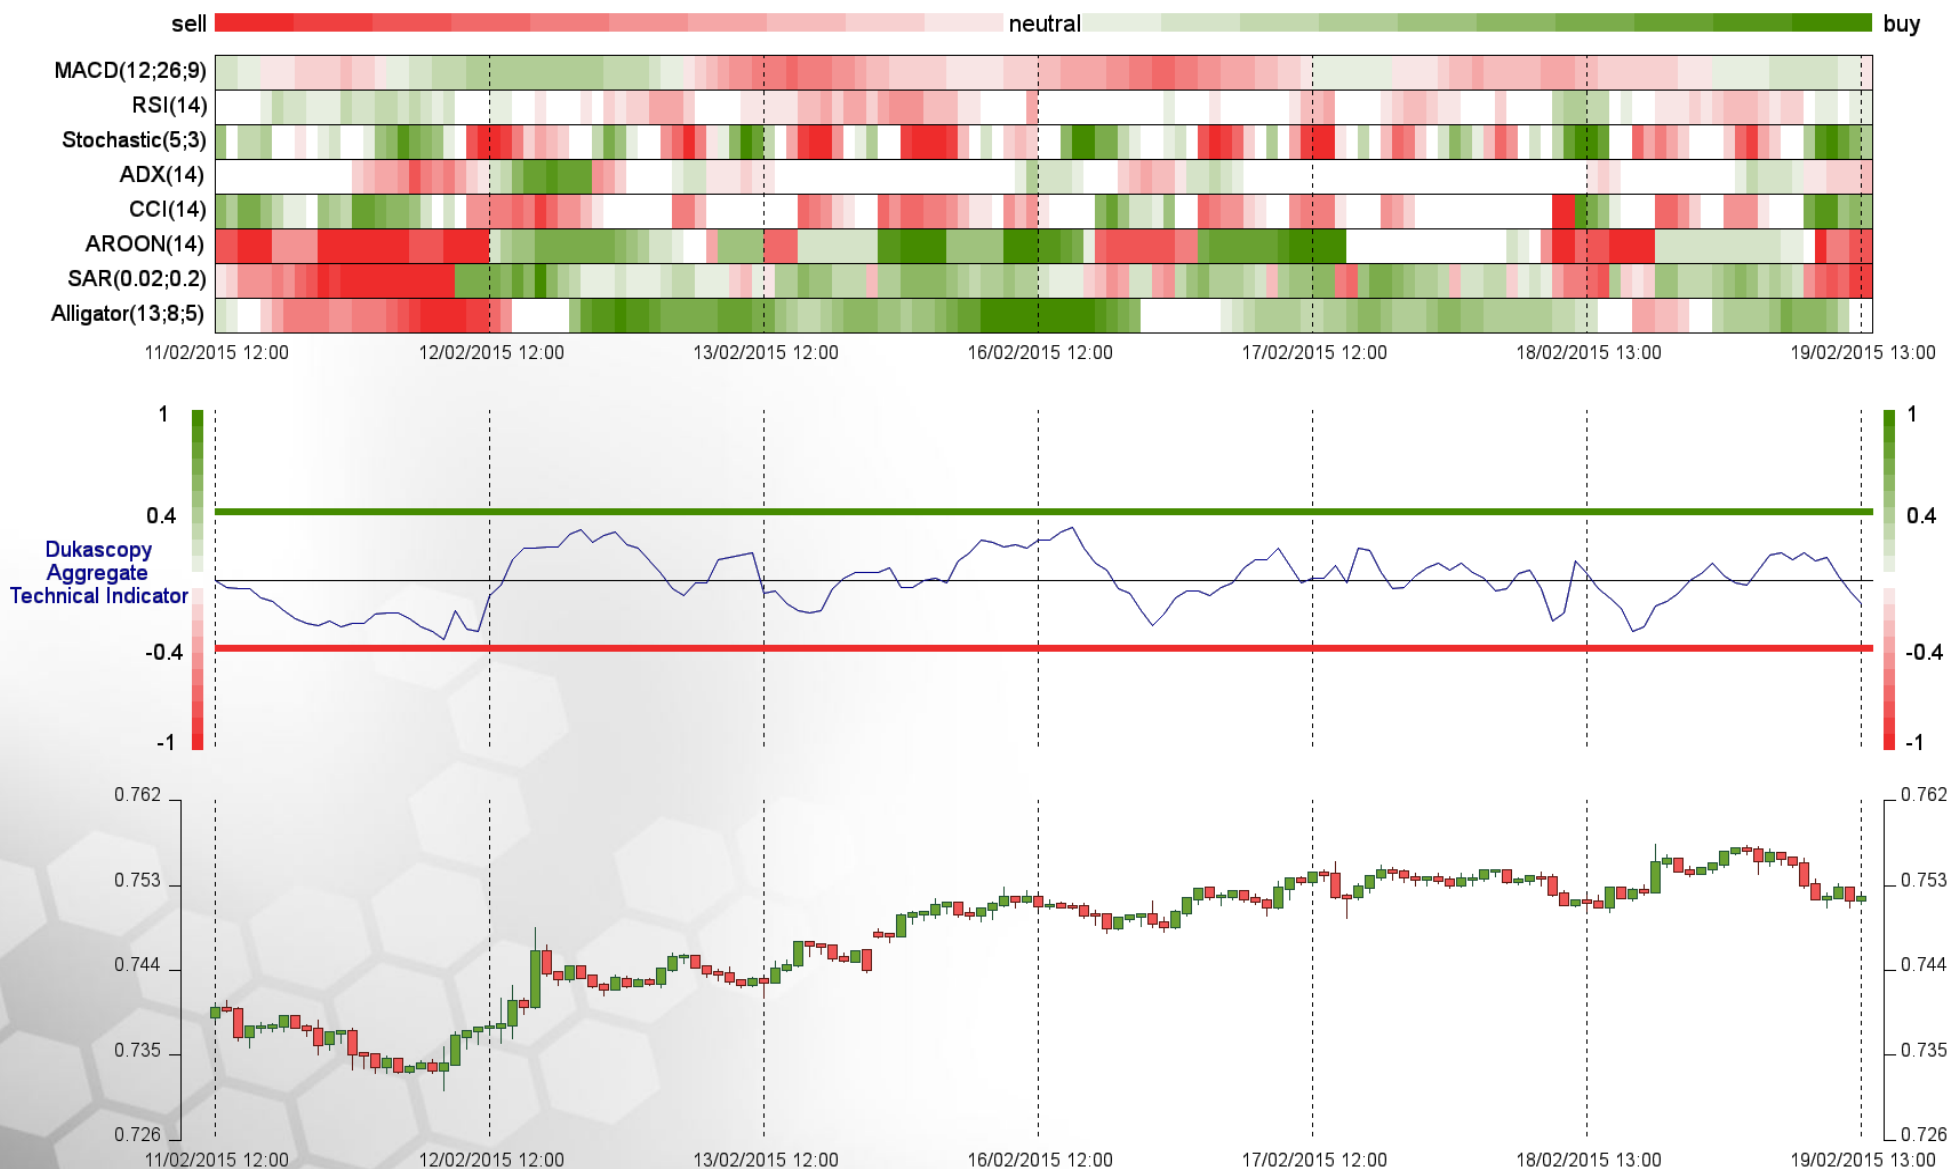 sell neutral buy
MACD(12;26;9)
RSI(14)
Stochastic(5;3)
ADX(14)
CCI(14)
AROON(14)
SAR(0.02;0.2)
Alligator(13;8;5)
11/02/2015 12:00 12/02/2015 12:00 13/02/2015 12:00 16/02/2015 12:00 17/02/2015 12:00 18/02/2015 13:00 19/02/2015 13:00
1 1
0.4 0.4
Dukascopy
Aggregate
Technical Indicator
-0.4 -0.4
-1 -1
0.762 0.762
0.753 0.753
0.744 0.744
0.735 0.735
0.726 0.726
11/02/2015 12:00 12/02/2015 12:00 13/02/2015 12:00 16/02/2015 12:00 17/02/2015 12:00 18/02/2015 13:00 19/02/2015 13:00